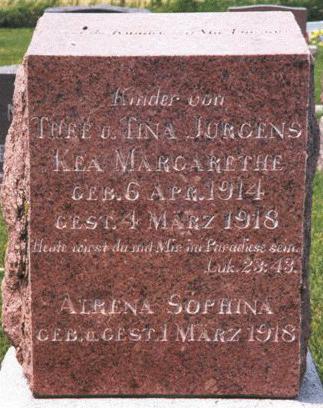 Kinder von
THEE u. TINA JURGENS
KEA MARGARETHE
GEB. 6 APR. 1914
GEST. 4 MÄRZ 1918
Heute wirst du mit Mir im Paradiese sein.
Luk. 23:43.
ALRENA SOPHINA
GEB. u. GEST. 1 MÄRZ 1918